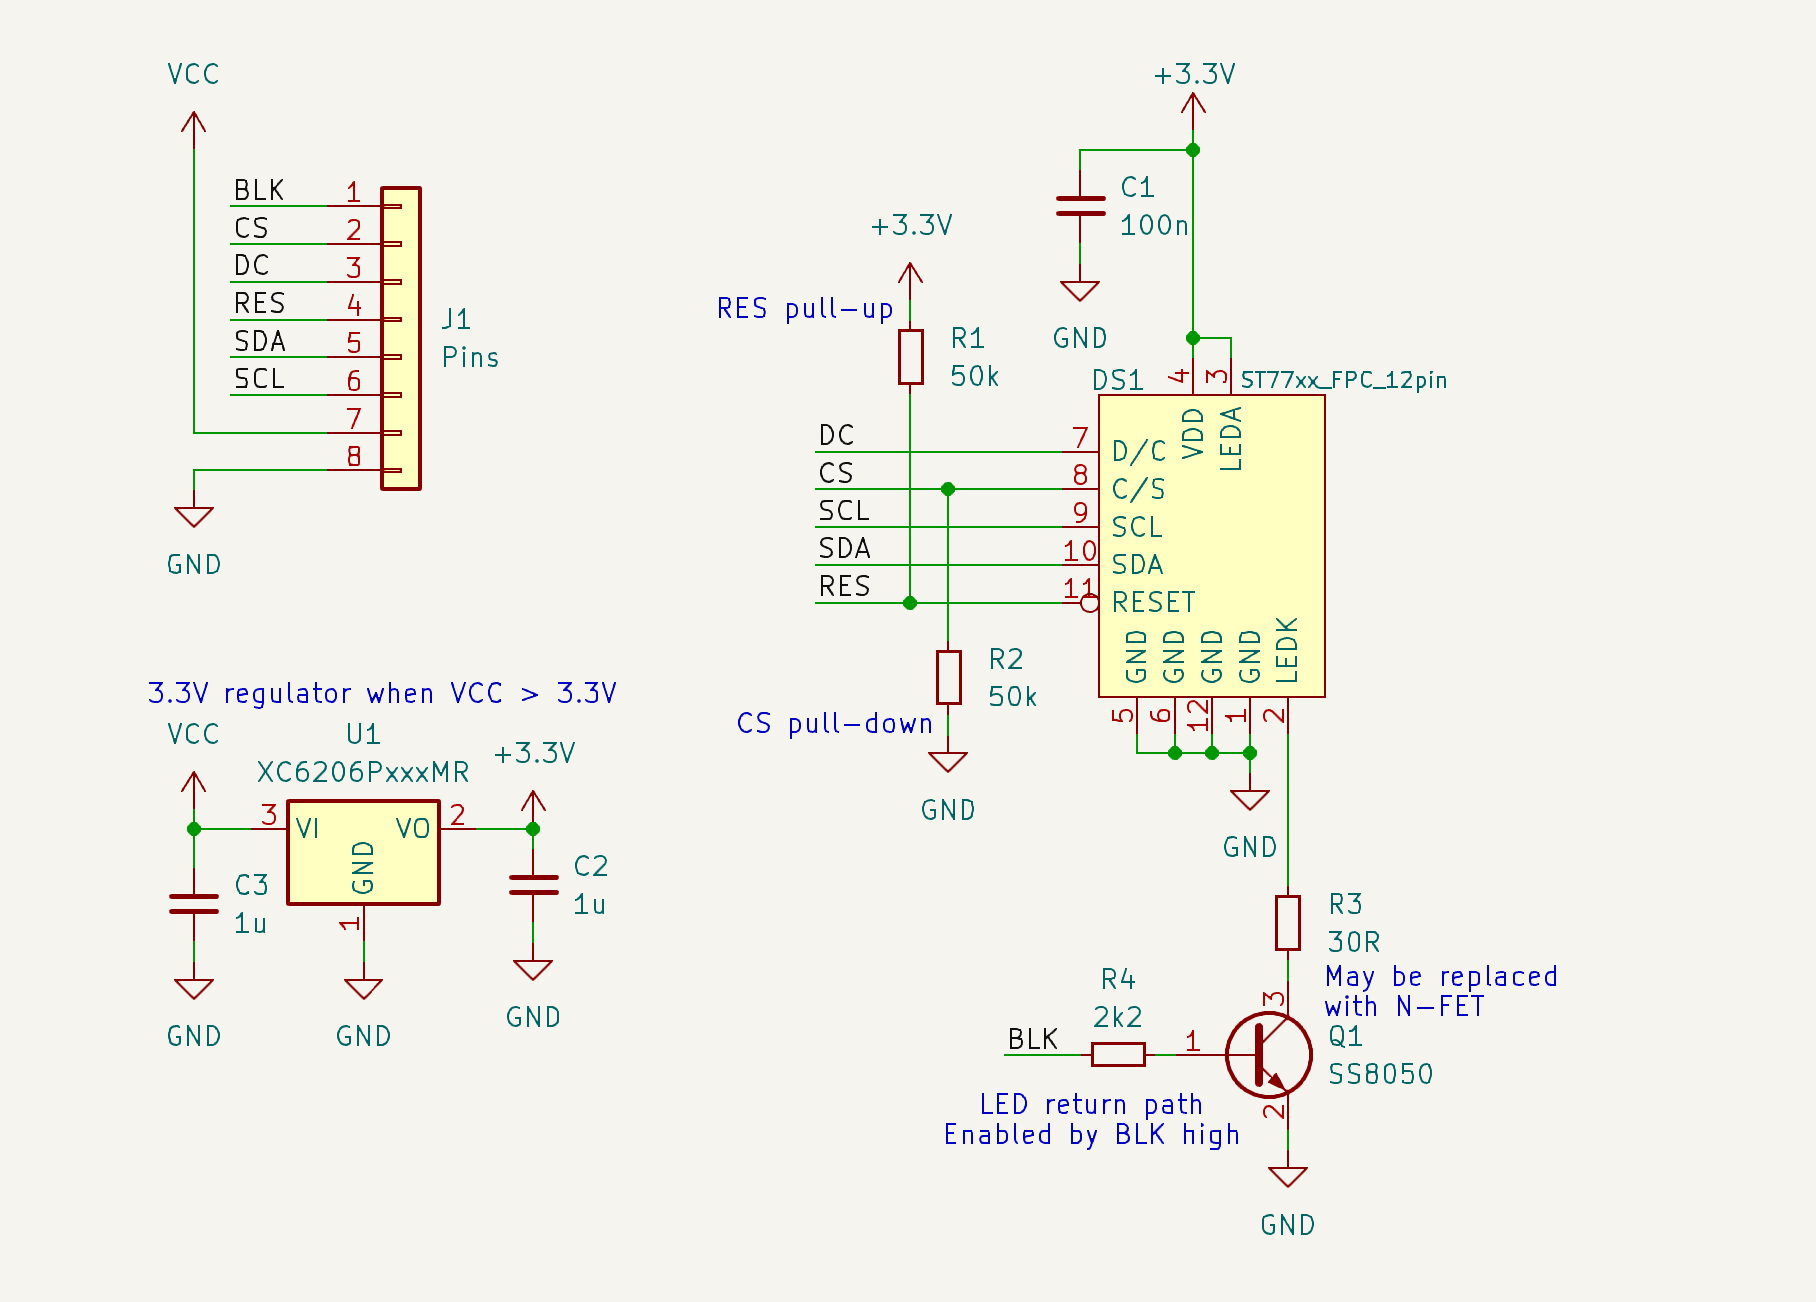 VCC
BLK 1
CS 2
DC 3
RES 4
SDA 5
SCL 6
7
8
J1
Pins
GND
3.3V regulator when VCC > 3.3V
VCC
U1
XC6206PxxxMR
+3.3V
3
VI
VO
2
GND
1
C3
1u
C2
1u
GND
GND
GND
+3.3V
C1
100n
GND
+3.3V
RES pull-up
R1
50k
DS1
4
3
ST77xx_FPC_12pin
VDD
LEDA
DC 7 D/C
CS 8 C/S
SCL 9 SCL
SDA 10 SDA
RES 11 RESET
GND
GND
GND
GND
LEDK
5
6
12
1
2
R2
50k
CS pull-down
GND
GND
R3
30R
May be replaced
with N-FET
R4
2k2
BLK
1
3
2
Q1
SS8050
LED return path
Enabled by BLK high
GND